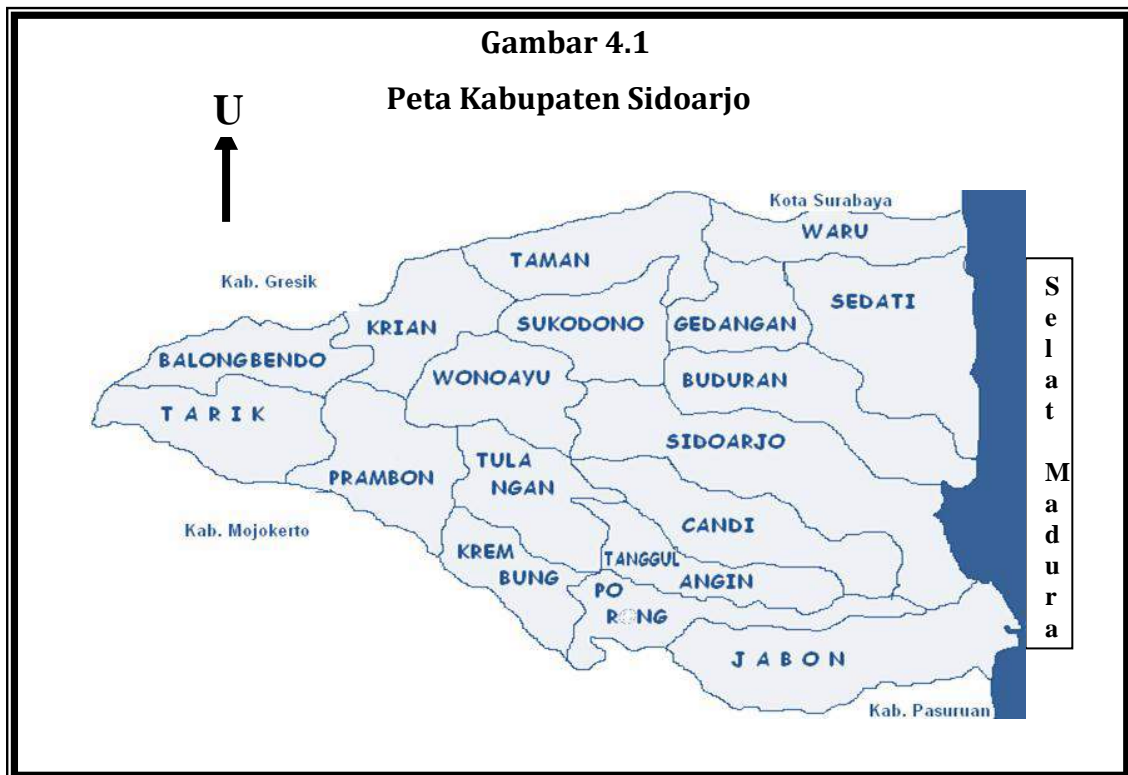 Gambar 4.1
Peta Kabupaten Sidoarjo
U
Kota Surabaya
WARU
TAMAN
Kab. Gresik
SEDATI
KRIAN
SUKODONO
GEDANGAN
BALONGBENDO
WONOAYU
BUDURAN
TARIK
SIDOARJO
TULA
NGAN
PRAMBON
Kab. Mojokerto
CANDI
KREM
BUNG
TANGGUL
ANGIN
PO
RONG
JABON
Kab. Pasuruan
Selat Madura